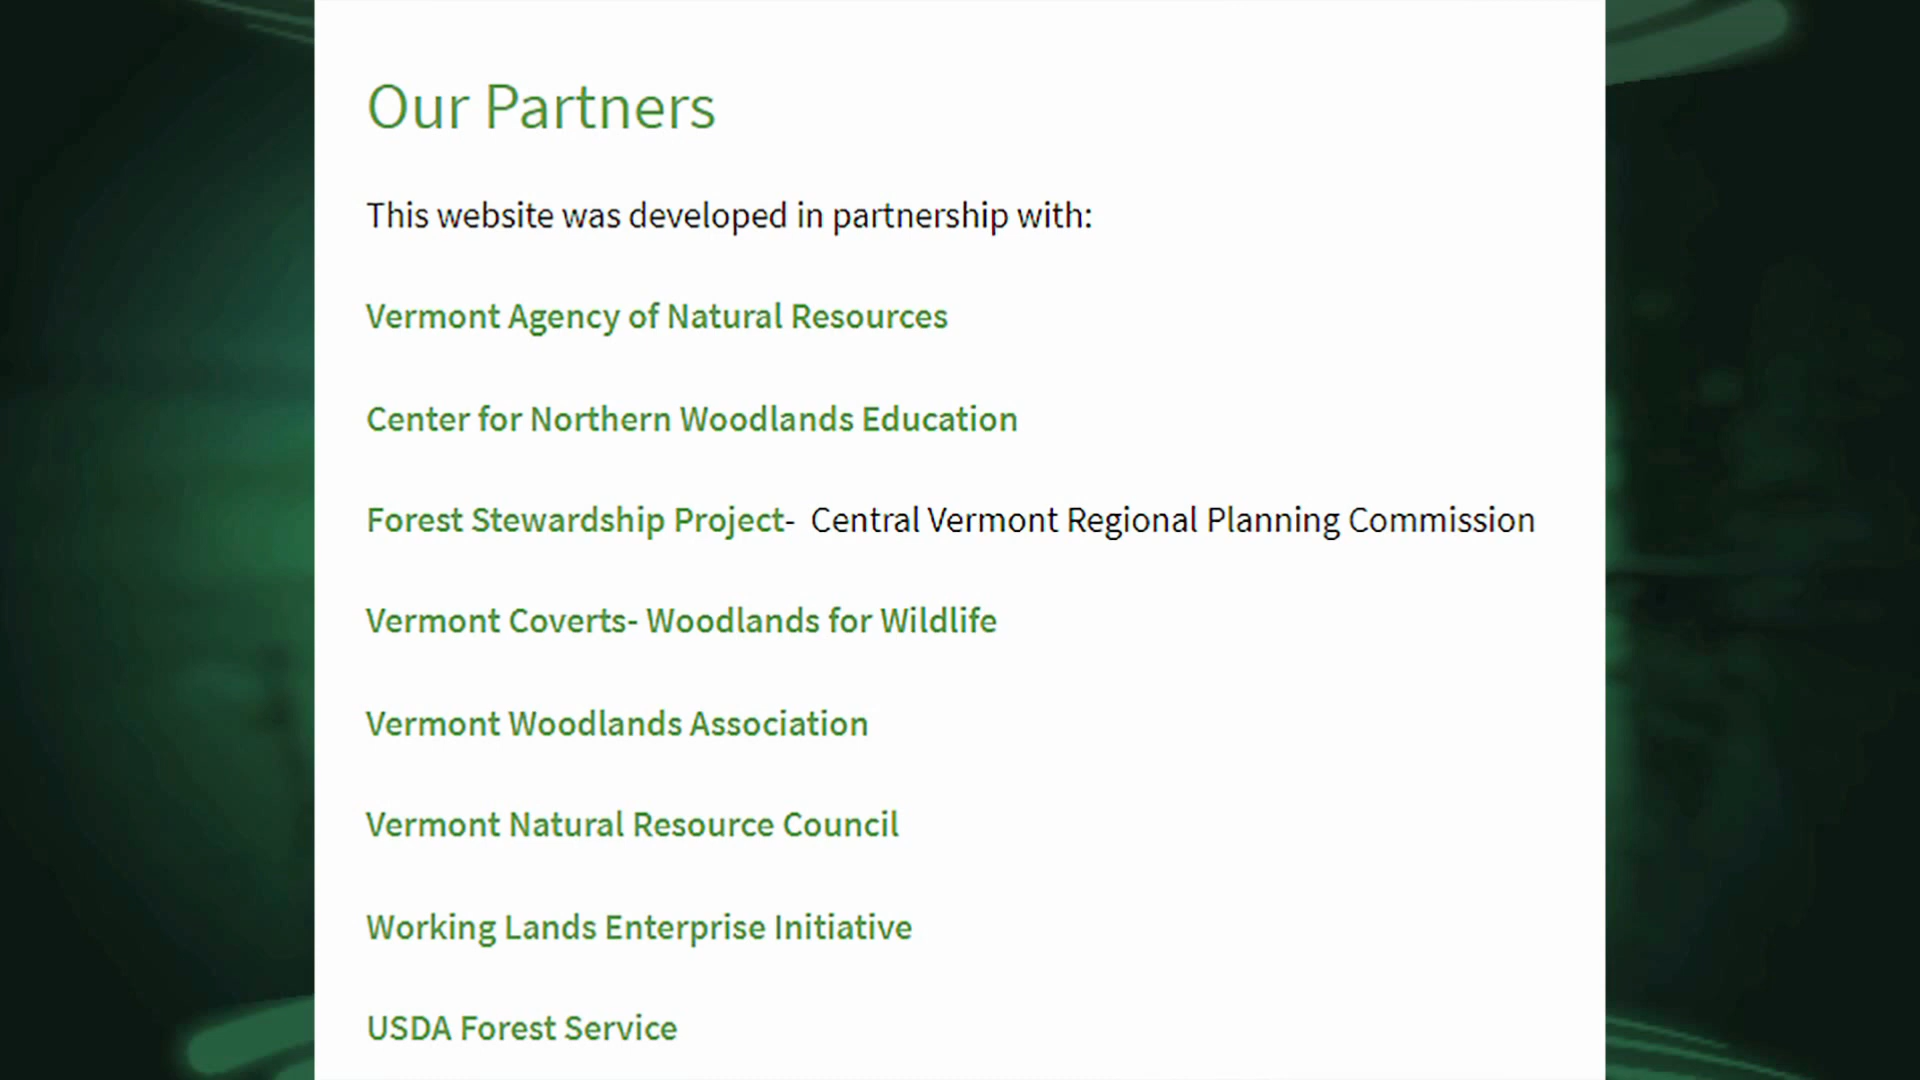 Our Partners
This website was developed in partnership with:
Vermont Agency of Natural Resources
Center for Northern Woodlands Education
Forest Stewardship Project- Central Vermont Regional Planning Commission
Vermont Coverts- Woodlands for Wildlife
Vermont Woodlands Association
Vermont Natural Resource Council
Working Lands Enterprise Initiative
USDA Forest Service